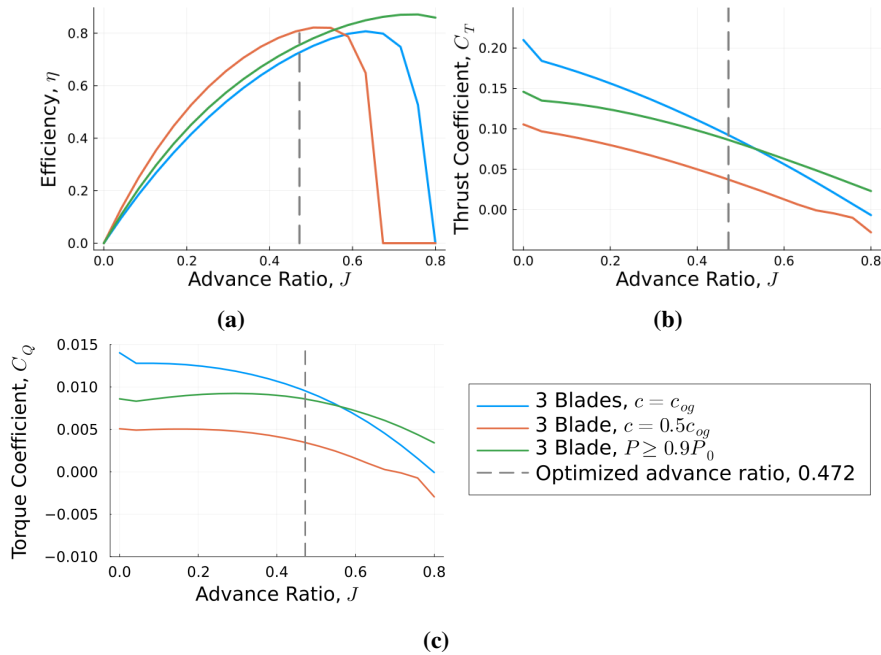 0.8
0.6
0.4
0.2
0.0
Efficiency, η
0.0 0.2 0.4 0.6 0.8
Advance Ratio, J
(a)
0.20
0.15
0.10
0.05
0.00
Thrust Coefficient, C_T
0.0 0.2 0.4 0.6 0.8
Advance Ratio, J
(b)
0.015
0.010
0.005
0.000
−0.005
−0.010
Torque Coefficient, C_Q
0.0 0.2 0.4 0.6 0.8
Advance Ratio, J
3 Blades, c = c_{og}
3 Blade, c = 0.5c_{og}
3 Blade, P ≥ 0.9P_0
Optimized advance ratio, 0.472
(c)